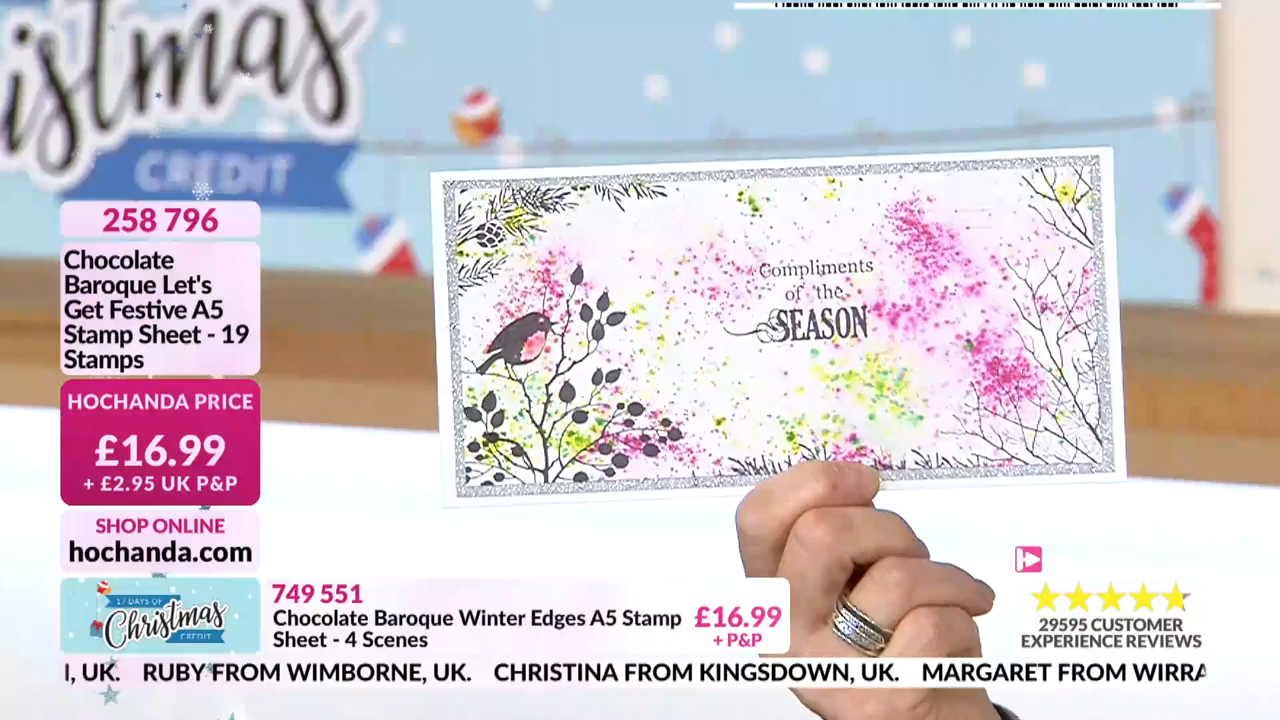 istmas
CREDIT
258 796
Chocolate
Baroque Let's
Get Festive A5
Stamp Sheet - 19
Stamps
HOCHANDA PRICE
£16.99
+ £2.95 UK P&P
SHOP ONLINE
hochanda.com
Compliments
of the
SEASON
17 DAYS OF
Christmas
CREDIT
749 551
Chocolate Baroque Winter Edges A5 Stamp
Sheet - 4 Scenes
£16.99
+ P&P
29595 CUSTOMER
EXPERIENCE REVIEWS
I, UK. RUBY FROM WIMBORNE, UK. CHRISTINA FROM KINGSDOWN, UK. MARGARET FROM WIRRA